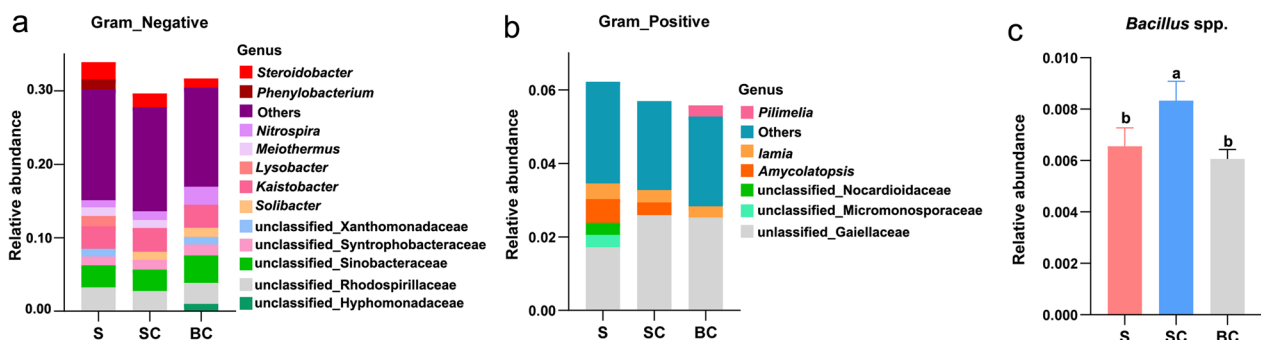 a
Gram_Negative
Relative abundance
0.30
0.20
0.10
0.00
S
SC
BC
Genus
Steroidobacter
Phenylobacterium
Others
Nitrospira
Meiothermus
Lysobacter
Kaistobacter
Solibacter
unclassified_Xanthomonadaceae
unclassified_Syntrophobacteraceae
unclassified_Sinobacteraceae
unclassified_Rhodospirillaceae
unclassified_Hyphomonadaceae
b
Gram_Positive
Relative abundance
0.06
0.04
0.02
0.00
S
SC
BC
Genus
Pilimelia
Others
Iamia
Amycolatopsis
unclassified_Nocardioidaceae
unclassified_Micromonosporaceae
unlassified_Gaiellaceae
c
Bacillus spp.
Relative abundance
0.010
0.008
0.006
0.004
0.002
0.000
b
a
b
S
SC
BC